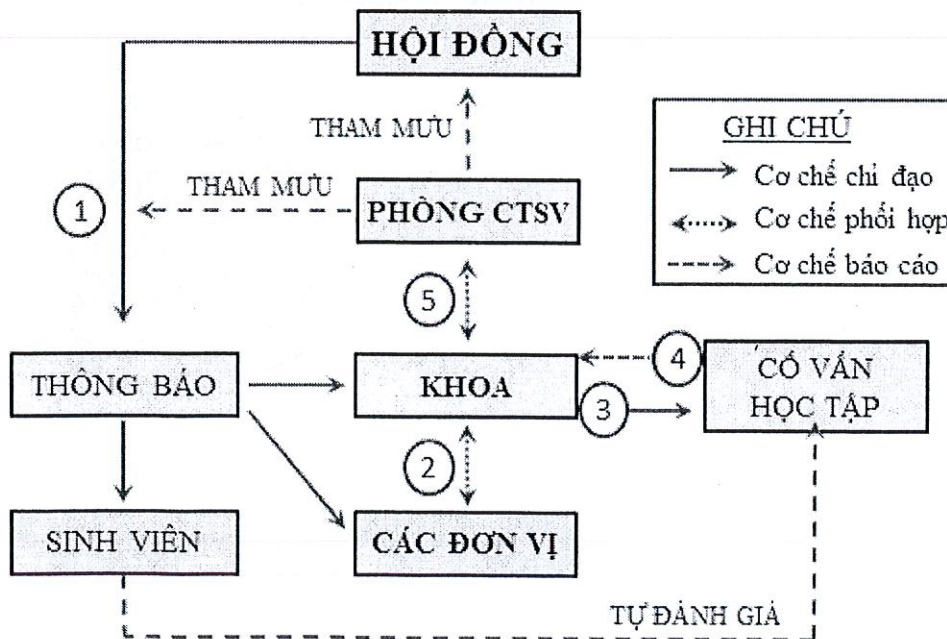 HỘI ĐỒNG
THAM MƯU
GHI CHÚ
Cơ chế chỉ đạo
Cơ chế phối hợp
Cơ chế báo cáo
THAM MƯU
1
PHÒNG CTSV
5
THÔNG BÁO
KHOA
4
3
CỐ VẤN
HỌC TẬP
2
SINH VIÊN
CÁC ĐƠN VỊ
TỰ ĐÁNH GIÁ